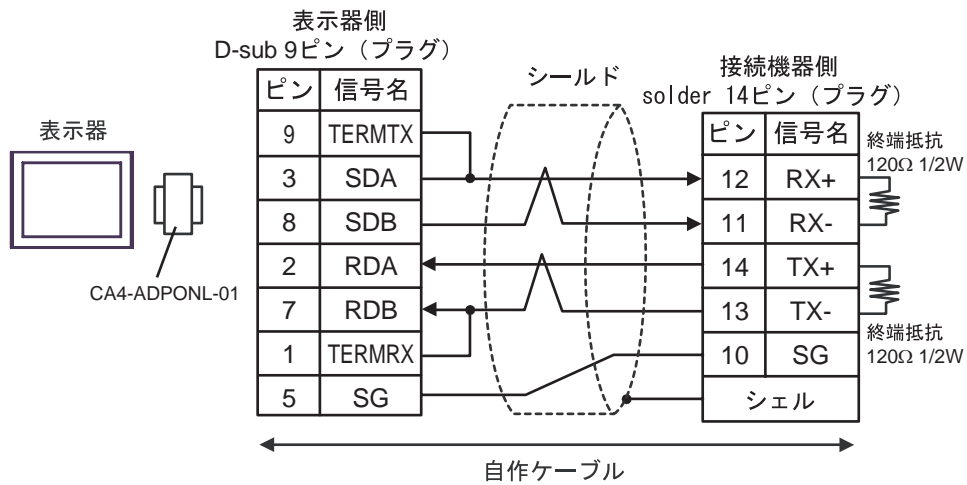 表示器側
D-sub 9ピン（プラグ）
シールド
接続機器側
solder 14ピン（プラグ）
表示器
CA4-ADPONL-01
ピン 信号名
9 TERMTX
3 SDA
8 SDB
2 RDA
7 RDB
1 TERMRX
5 SG
ピン 信号名
12 RX+
11 RX-
14 TX+
13 TX-
10 SG
シェル
終端抵抗
120Ω 1/2W
終端抵抗
120Ω 1/2W
自作ケーブル